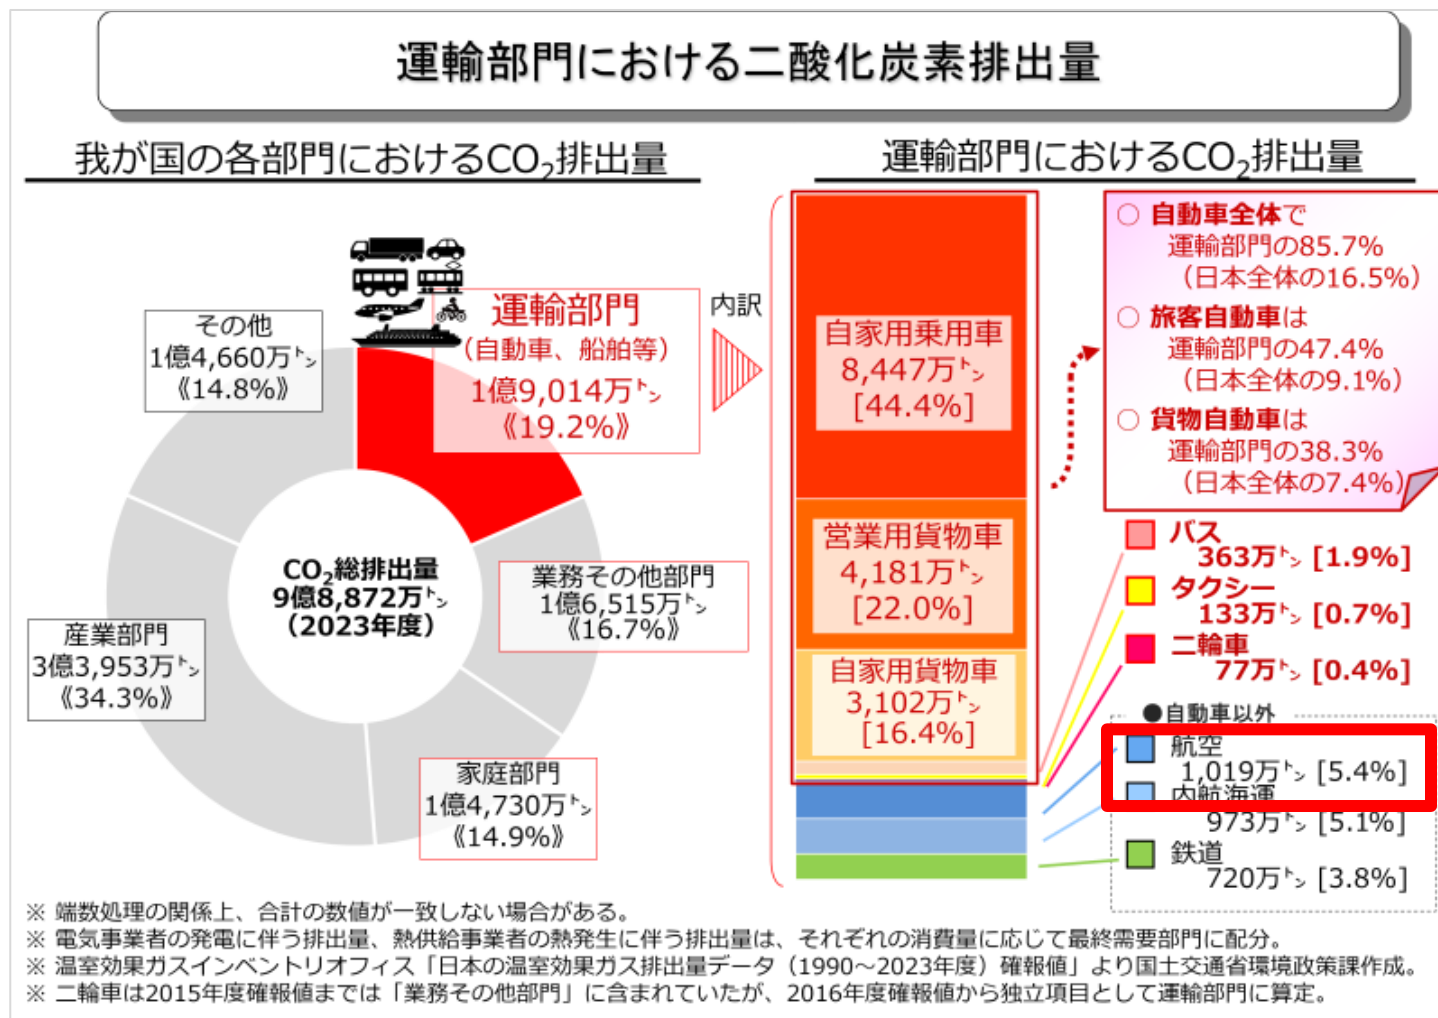 運輸部門における二酸化炭素排出量
我が国の各部門におけるCO₂排出量
その他
1億4,660万㌧
《14.8%》
運輸部門
（自動車、船舶等）
1億9,014万㌧
《19.2%》
CO₂総排出量
9億8,872万㌧
（2023年度）
業務その他部門
1億6,515万㌧
《16.7%》
産業部門
3億3,953万㌧
《34.3%》
家庭部門
1億4,730万㌧
《14.9%》
内訳
運輸部門におけるCO₂排出量
自家用乗用車
8,447万㌧
[44.4%]
営業用貨物車
4,181万㌧
[22.0%]
自家用貨物車
3,102万㌧
[16.4%]
○ 自動車全体で
運輸部門の85.7%
（日本全体の16.5%）
○ 旅客自動車は
運輸部門の47.4%
（日本全体の9.1%）
○ 貨物自動車は
運輸部門の38.3%
（日本全体の7.4%）
バス
363万㌧ [1.9%]
タクシー
133万㌧ [0.7%]
二輪車
77万㌧ [0.4%]
●自動車以外
航空
1,019万㌧ [5.4%]
内航海運
973万㌧ [5.1%]
鉄道
720万㌧ [3.8%]
※ 端数処理の関係上、合計の数値が一致しない場合がある。
※ 電気事業者の発電に伴う排出量、熱供給事業者の熱発生に伴う排出量は、それぞれの消費量に応じて最終需要部門に配分。
※ 温室効果ガスインベントリオフィス「日本の温室効果ガス排出量データ（1990～2023年度）確報値」より国土交通省環境政策課作成。
※ 二輪車は2015年度確報値までは「業務その他部門」に含まれていたが、2016年度確報値から独立項目として運輸部門に算定。